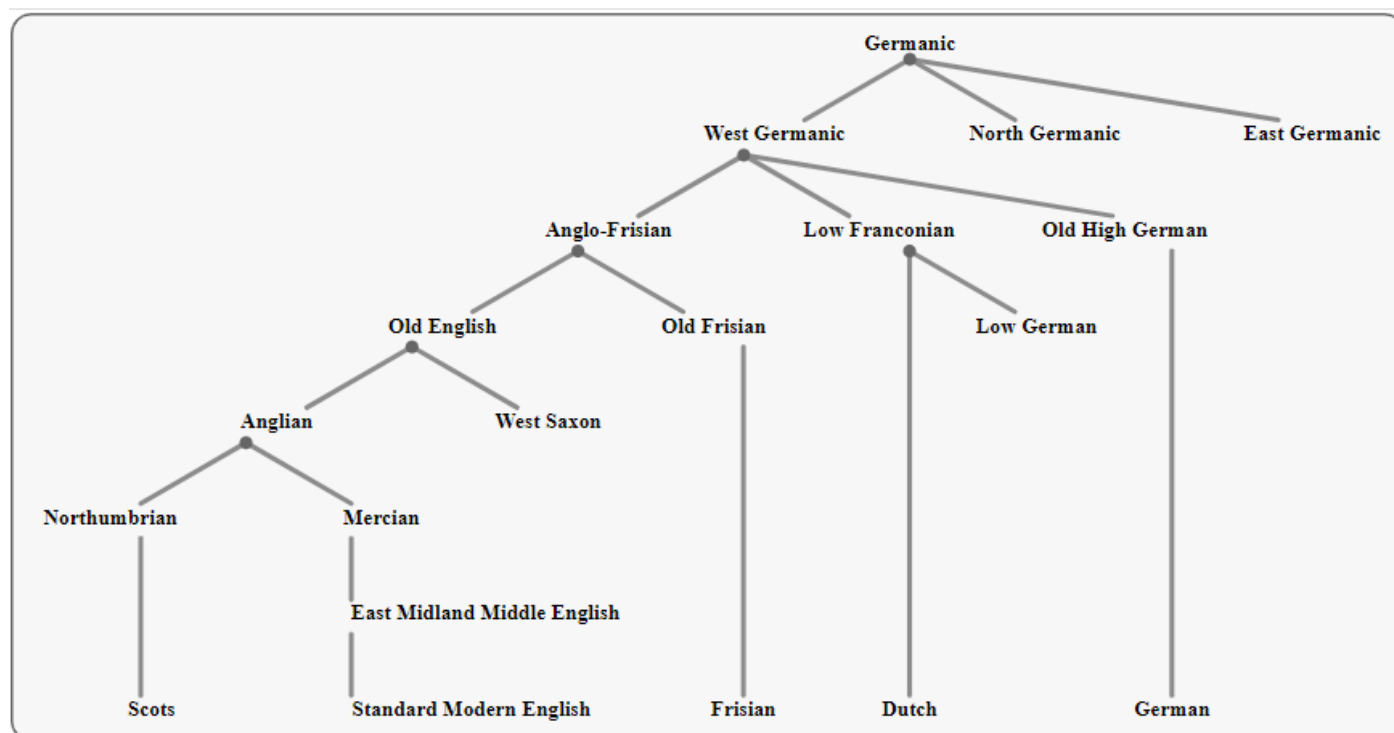 Germanic
West Germanic North Germanic East Germanic
Anglo-Frisian Low Franconian Old High German
Old English Old Frisian Low German
Anglian West Saxon
Northumbrian Mercian
East Midland Middle English
Scots Standard Modern English Frisian Dutch German